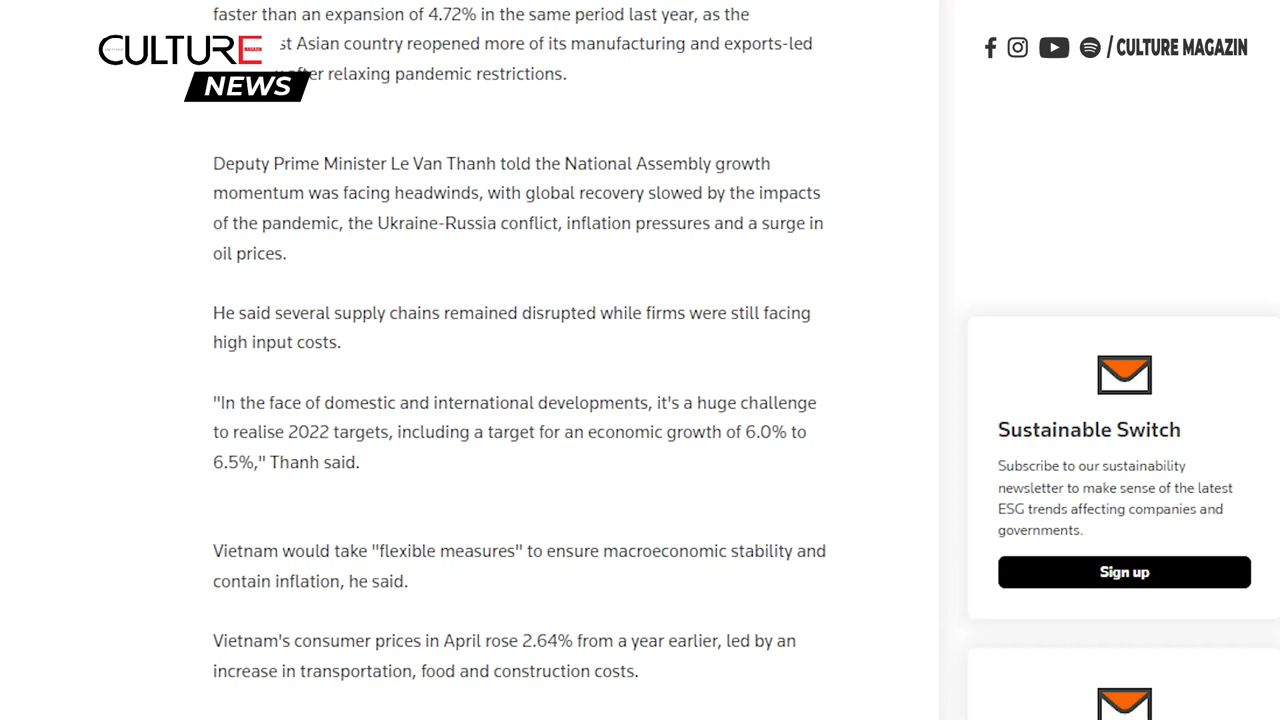 faster than an expansion of 4.72% in the same period last year, as the
CULTURE
MAGAZIN
NEWS
st Asian country reopened more of its manufacturing and exports-led
after relaxing pandemic restrictions.
/ CULTURE MAGAZIN
Deputy Prime Minister Le Van Thanh told the National Assembly growth
momentum was facing headwinds, with global recovery slowed by the impacts
of the pandemic, the Ukraine-Russia conflict, inflation pressures and a surge in
oil prices.
He said several supply chains remained disrupted while firms were still facing
high input costs.
"In the face of domestic and international developments, it's a huge challenge
to realise 2022 targets, including a target for an economic growth of 6.0% to
6.5%," Thanh said.
Vietnam would take "flexible measures" to ensure macroeconomic stability and
contain inflation, he said.
Vietnam's consumer prices in April rose 2.64% from a year earlier, led by an
increase in transportation, food and construction costs.
Sustainable Switch
Subscribe to our sustainability
newsletter to make sense of the latest
ESG trends affecting companies and
governments.
Sign up